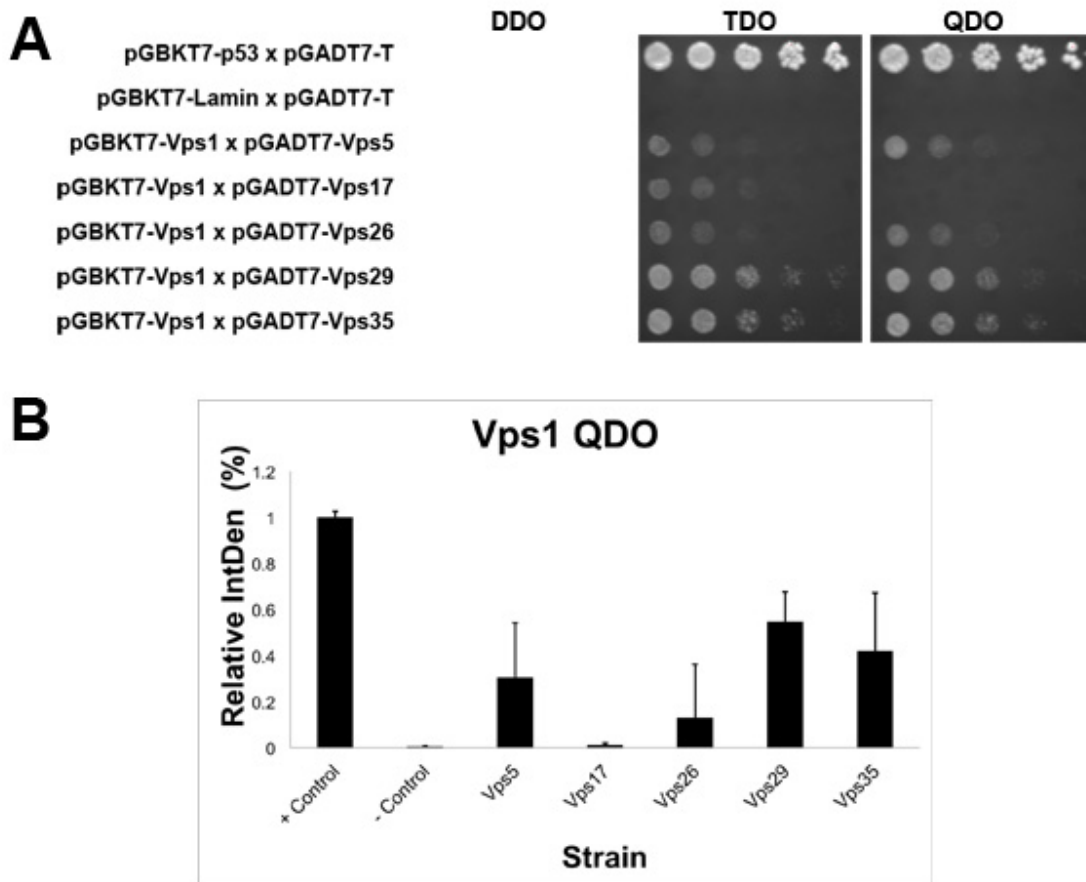 A
DDO TDO QDO
pGBKT7-p53 x pGADT7-T
pGBKT7-Lamin x pGADT7-T
pGBKT7-Vps1 x pGADT7-Vps5
pGBKT7-Vps1 x pGADT7-Vps17
pGBKT7-Vps1 x pGADT7-Vps26
pGBKT7-Vps1 x pGADT7-Vps29
pGBKT7-Vps1 x pGADT7-Vps35
B
Vps1 QDO
Relative IntDen (%)
1.2
1
0.8
0.6
0.4
0.2
0
+ Control - Control Vps5 Vps17 Vps26 Vps29 Vps35
Strain